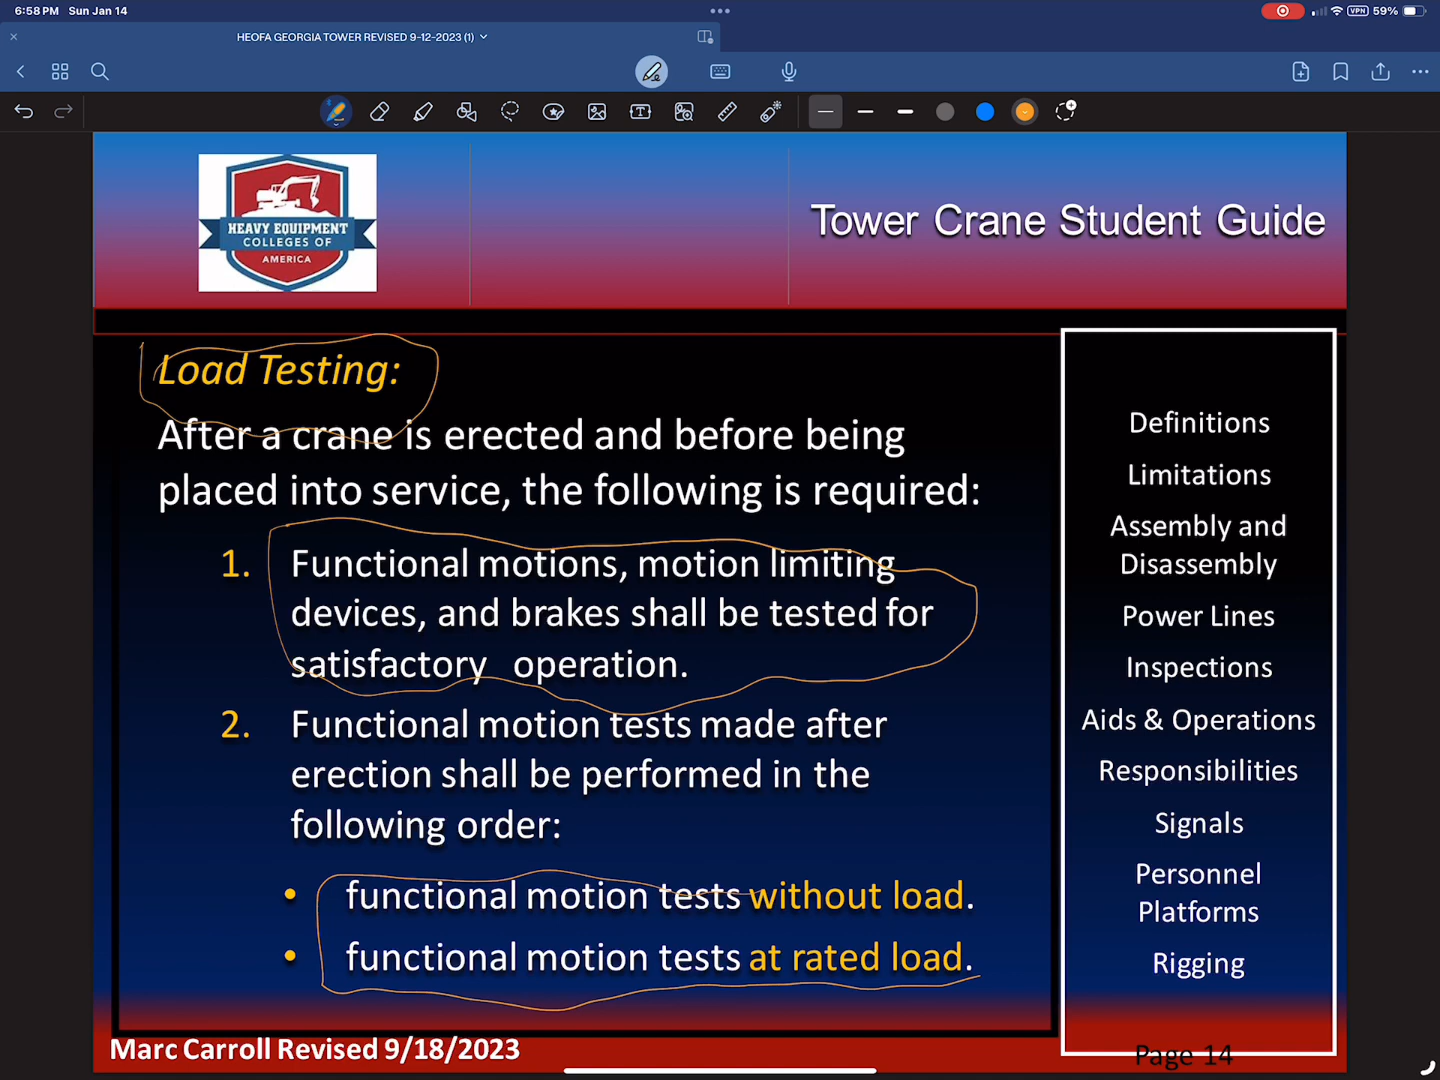 6:58 PM Sun Jan 14
VPN 59%
HEOFA GEORGIA TOWER REVISED 9-12-2023 (1)
HEAVY EQUIPMENT
COLLEGES OF
AMERICA
Tower Crane Student Guide
Load Testing:
After a crane is erected and before being
placed into service, the following is required:
1. Functional motions, motion limiting
devices, and brakes shall be tested for
satisfactory operation.
2. Functional motion tests made after
erection shall be performed in the
following order:
• functional motion tests without load.
• functional motion tests at rated load.
Definitions
Limitations
Assembly and
Disassembly
Power Lines
Inspections
Aids & Operations
Responsibilities
Signals
Personnel
Platforms
Rigging
Marc Carroll Revised 9/18/2023
Page 14